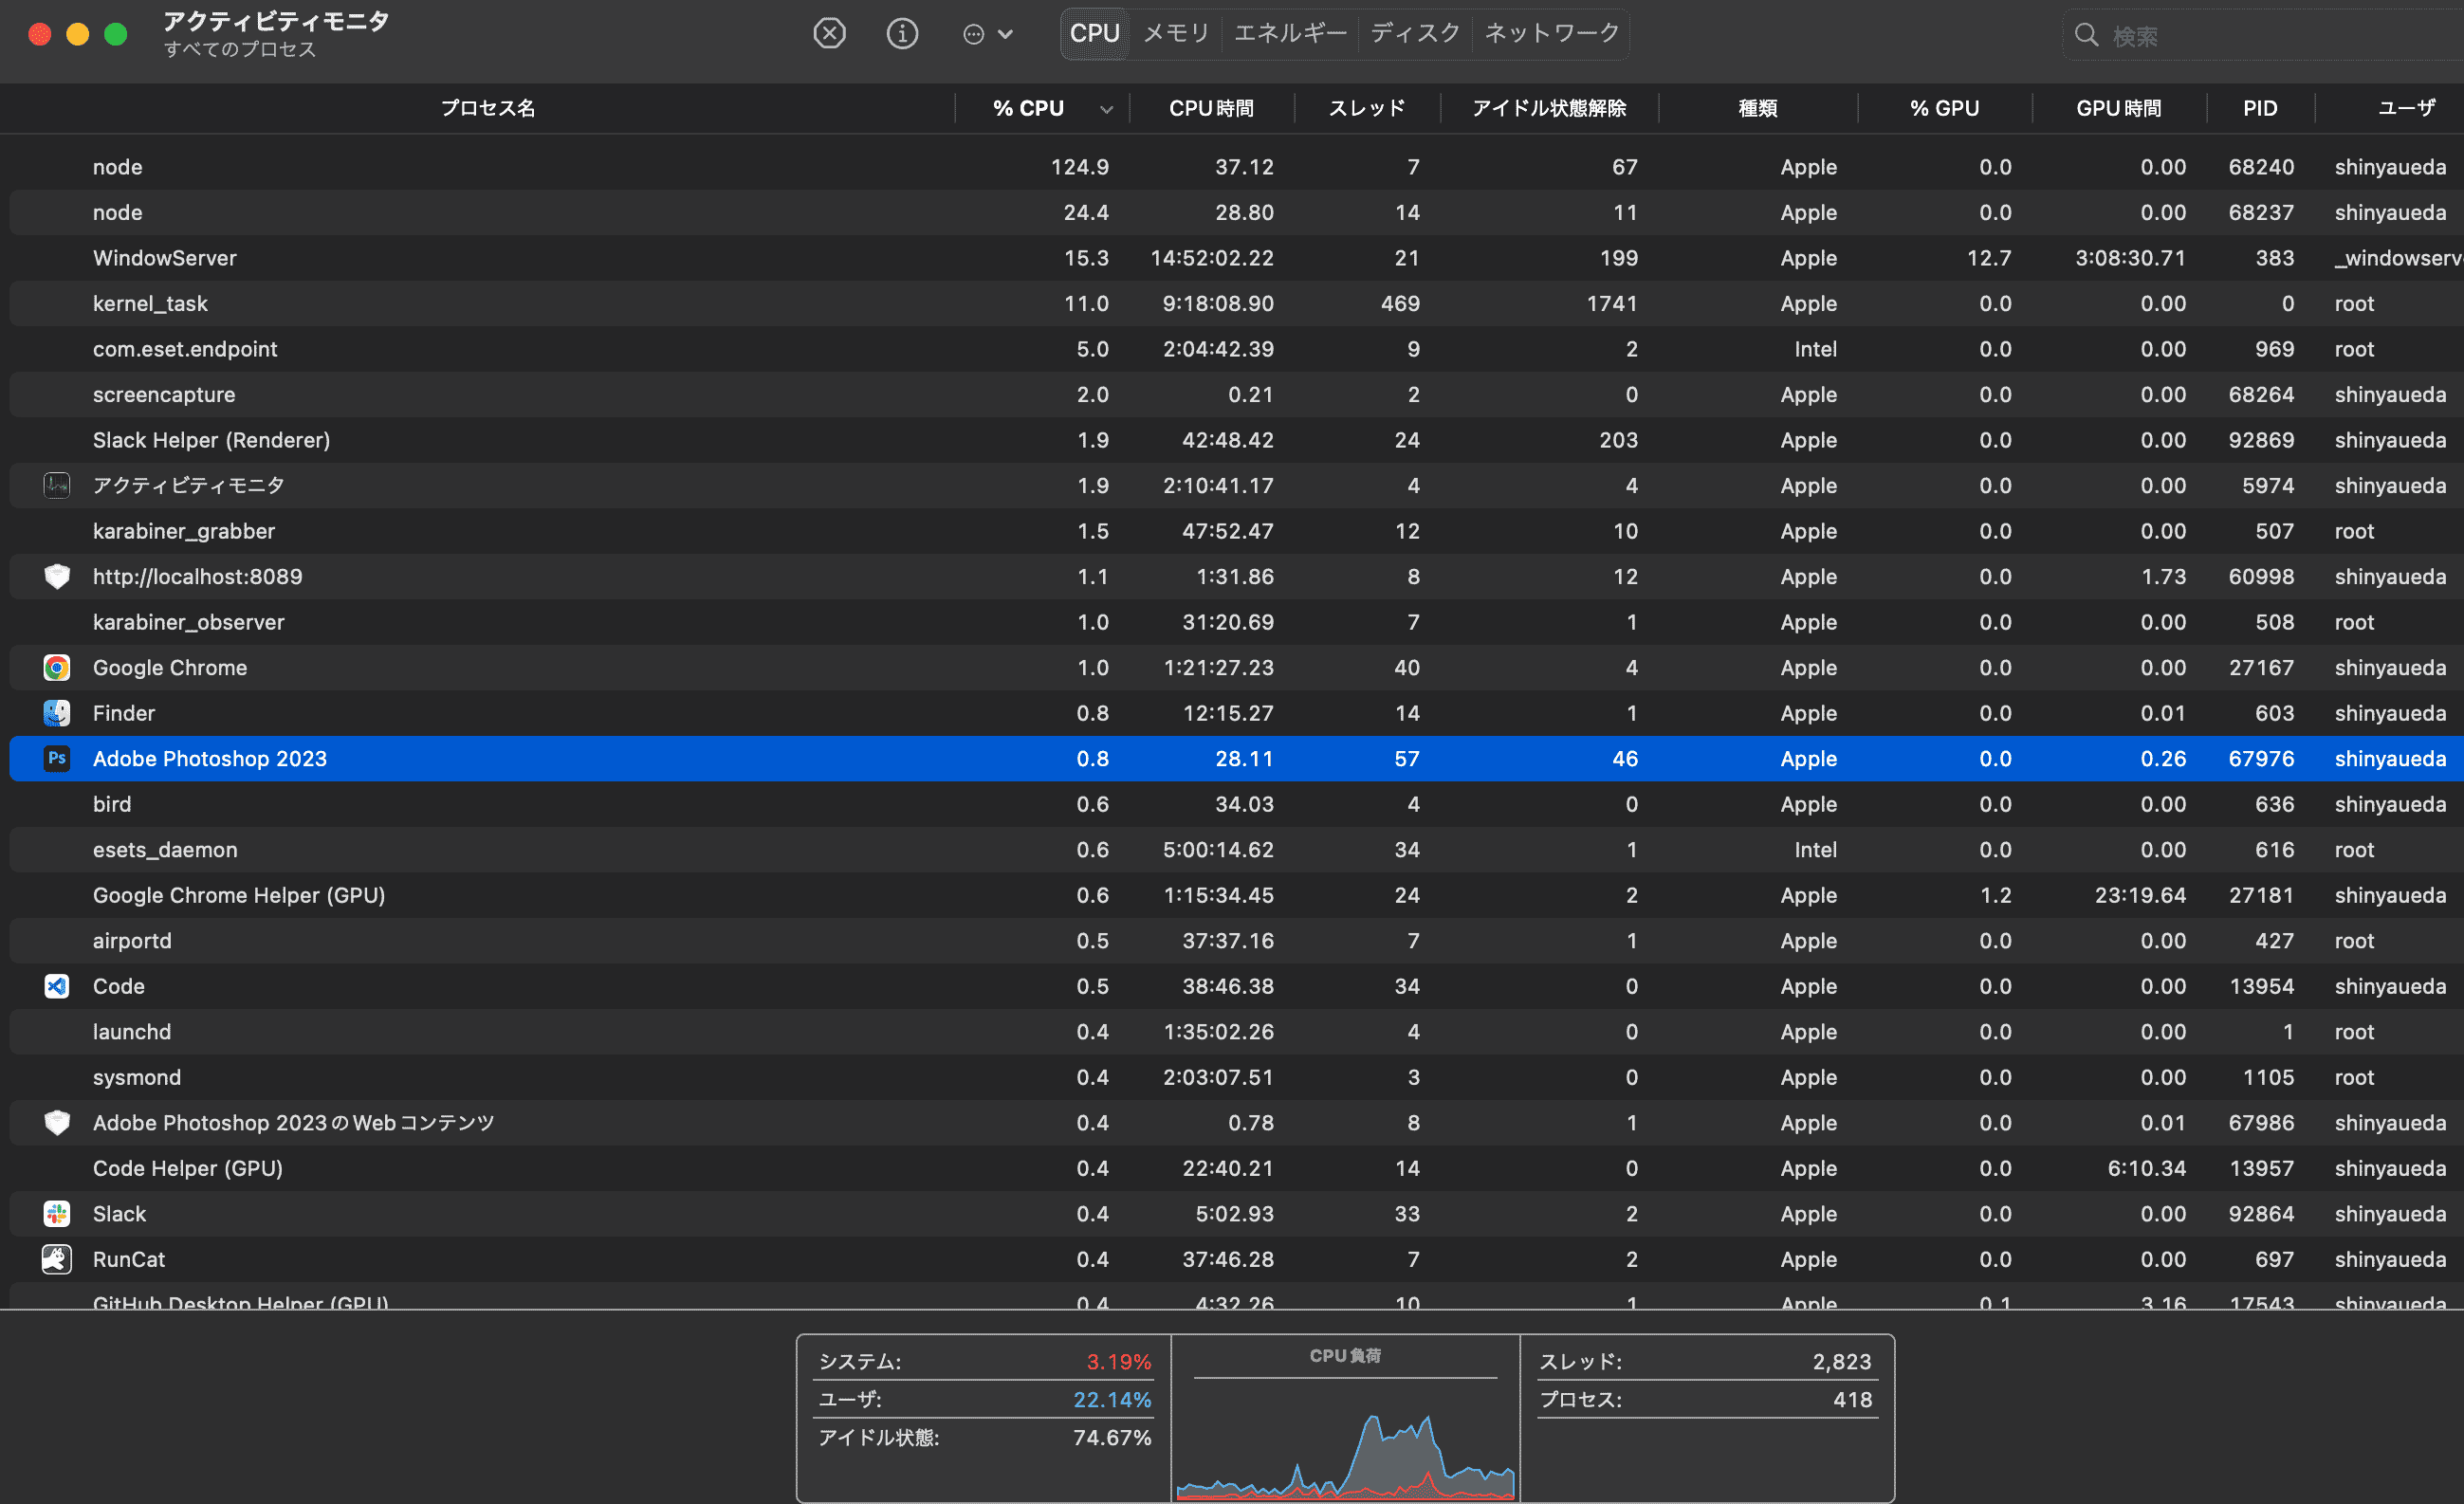 アクティビティモニタ
すべてのプロセス
CPU メモリ エネルギー ディスク ネットワーク
検索
プロセス名 % CPU CPU時間 スレッド アイドル状態解除 種類 % GPU GPU時間 PID ユーザ
node 124.9 37.12 7 67 Apple 0.0 0.00 68240 shinyaueda
node 24.4 28.80 14 11 Apple 0.0 0.00 68237 shinyaueda
WindowServer 15.3 14:52:02.22 21 199 Apple 12.7 3:08:30.71 383 _windowserv
kernel_task 11.0 9:18:08.90 469 1741 Apple 0.0 0.00 0 root
com.eset.endpoint 5.0 2:04:42.39 9 2 Intel 0.0 0.00 969 root
screencapture 2.0 0.21 2 0 Apple 0.0 0.00 68264 shinyaueda
Slack Helper (Renderer) 1.9 42:48.42 24 203 Apple 0.0 0.00 92869 shinyaueda
アクティビティモニタ 1.9 2:10:41.17 4 4 Apple 0.0 0.00 5974 shinyaueda
karabiner_grabber 1.5 47:52.47 12 10 Apple 0.0 0.00 507 root
http://localhost:8089 1.1 1:31.86 8 12 Apple 0.0 1.73 60998 shinyaueda
karabiner_observer 1.0 31:20.69 7 1 Apple 0.0 0.00 508 root
Google Chrome 1.0 1:21:27.23 40 4 Apple 0.0 0.00 27167 shinyaueda
Finder 0.8 12:15.27 14 1 Apple 0.0 0.01 603 shinyaueda
Ps Adobe Photoshop 2023 0.8 28.11 57 46 Apple 0.0 0.26 67976 shinyaueda
bird 0.6 34.03 4 0 Apple 0.0 0.00 636 shinyaueda
esets_daemon 0.6 5:00:14.62 34 1 Intel 0.0 0.00 616 root
Google Chrome Helper (GPU) 0.6 1:15:34.45 24 2 Apple 1.2 23:19.64 27181 shinyaueda
airportd 0.5 37:37.16 7 1 Apple 0.0 0.00 427 root
Code 0.5 38:46.38 34 0 Apple 0.0 0.00 13954 shinyaueda
launchd 0.4 1:35:02.26 4 0 Apple 0.0 0.00 1 root
sysmond 0.4 2:03:07.51 3 0 Apple 0.0 0.00 1105 root
Adobe Photoshop 2023のWebコンテンツ 0.4 0.78 8 1 Apple 0.0 0.01 67986 shinyaueda
Code Helper (GPU) 0.4 22:40.21 14 0 Apple 0.0 6:10.34 13957 shinyaueda
Slack 0.4 5:02.93 33 2 Apple 0.0 0.00 92864 shinyaueda
RunCat 0.4 37:46.28 7 2 Apple 0.0 0.00 697 shinyaueda
GitHub Desktop Helper (GPU) 0.4 4:32.26 10 1 Apple 0.1 3.16 17543 shinyaueda
システム: 3.19%
ユーザ: 22.14%
アイドル状態: 74.67%
CPU負荷
スレッド: 2,823
プロセス: 418